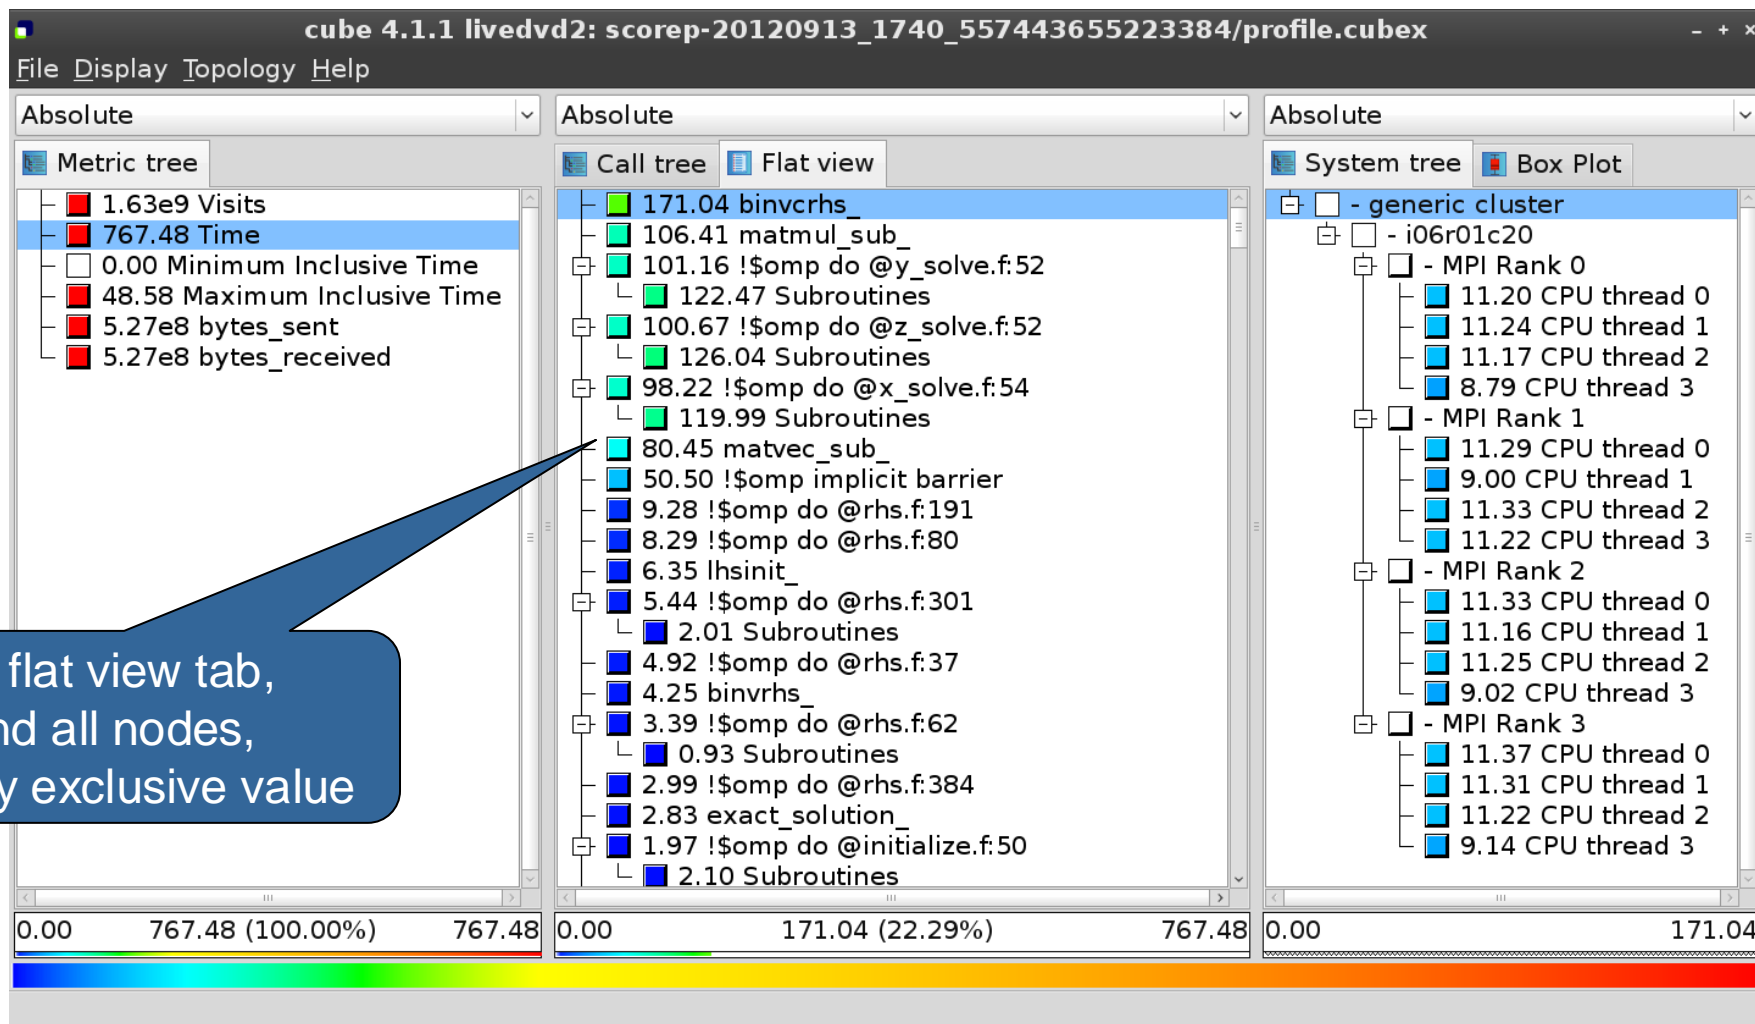 cube 4.1.1 livedvd2: scorep-20120913_1740_557443655223384/profile.cubex
File Display Topology Help
Absolute
Metric tree
1.63e9 Visits
767.48 Time
0.00 Minimum Inclusive Time
48.58 Maximum Inclusive Time
5.27e8 bytes_sent
5.27e8 bytes_received
flat view tab,
all nodes,
exclusive value
0.00 767.48 (100.00%) 767.48
Absolute
Call tree Flat view
171.04 binvcrhs_
106.41 matmul_sub_
101.16 !$omp do @y_solve.f:52
122.47 Subroutines
100.67 !$omp do @z_solve.f:52
126.04 Subroutines
98.22 !$omp do @x_solve.f:54
119.99 Subroutines
80.45 matvec_sub_
50.50 !$omp implicit barrier
9.28 !$omp do @rhs.f:191
8.29 !$omp do @rhs.f:80
6.35 lhsinit_
5.44 !$omp do @rhs.f:301
2.01 Subroutines
4.92 !$omp do @rhs.f:37
4.25 binvrhs_
3.39 !$omp do @rhs.f:62
0.93 Subroutines
2.99 !$omp do @rhs.f:384
2.83 exact_solution_
1.97 !$omp do @initialize.f:50
2.10 Subroutines
0.00 171.04 (22.29%) 767.48
Absolute
System tree Box Plot
- generic cluster
- i06r01c20
- MPI Rank 0
11.20 CPU thread 0
11.24 CPU thread 1
11.17 CPU thread 2
8.79 CPU thread 3
- MPI Rank 1
11.29 CPU thread 0
9.00 CPU thread 1
11.33 CPU thread 2
11.22 CPU thread 3
- MPI Rank 2
11.33 CPU thread 0
11.16 CPU thread 1
11.25 CPU thread 2
9.02 CPU thread 3
- MPI Rank 3
11.37 CPU thread 0
11.31 CPU thread 1
11.22 CPU thread 2
9.14 CPU thread 3
0.00 171.04